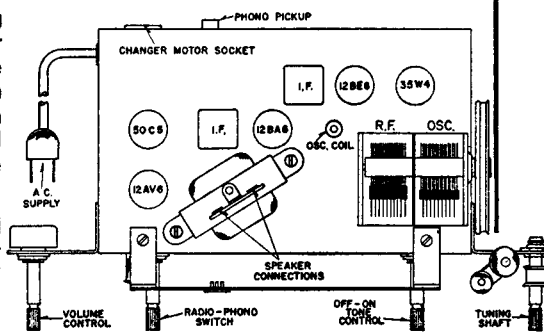 PHONO PICKUP
CHANGER MOTOR SOCKET
I.F.
12BE6
35W4
50C5
I.F.
12BA6
OSC. COIL
R.F.
OSC.
A.C.
SUPPLY
12AV6
SPEAKER
CONNECTIONS
VOLUME
CONTROL
RADIO-PHONO
SWITCH
OFF-ON
TONE
CONTROL
TUNING
SHAFT